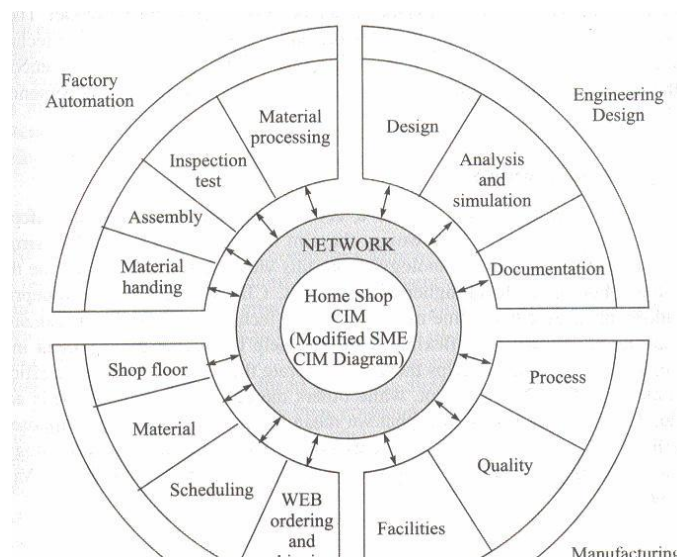 Factory
Automation
Material
processing
Inspection
test
Assembly
Material
handing
Design
Analysis
and
simulation
Documentation
Engineering
Design
NETWORK
Home Shop
CIM
(Modified SME
CIM Diagram)
Shop floor
Material
Scheduling
WEB
ordering
and
Process
Quality
Facilities
Manufacturing